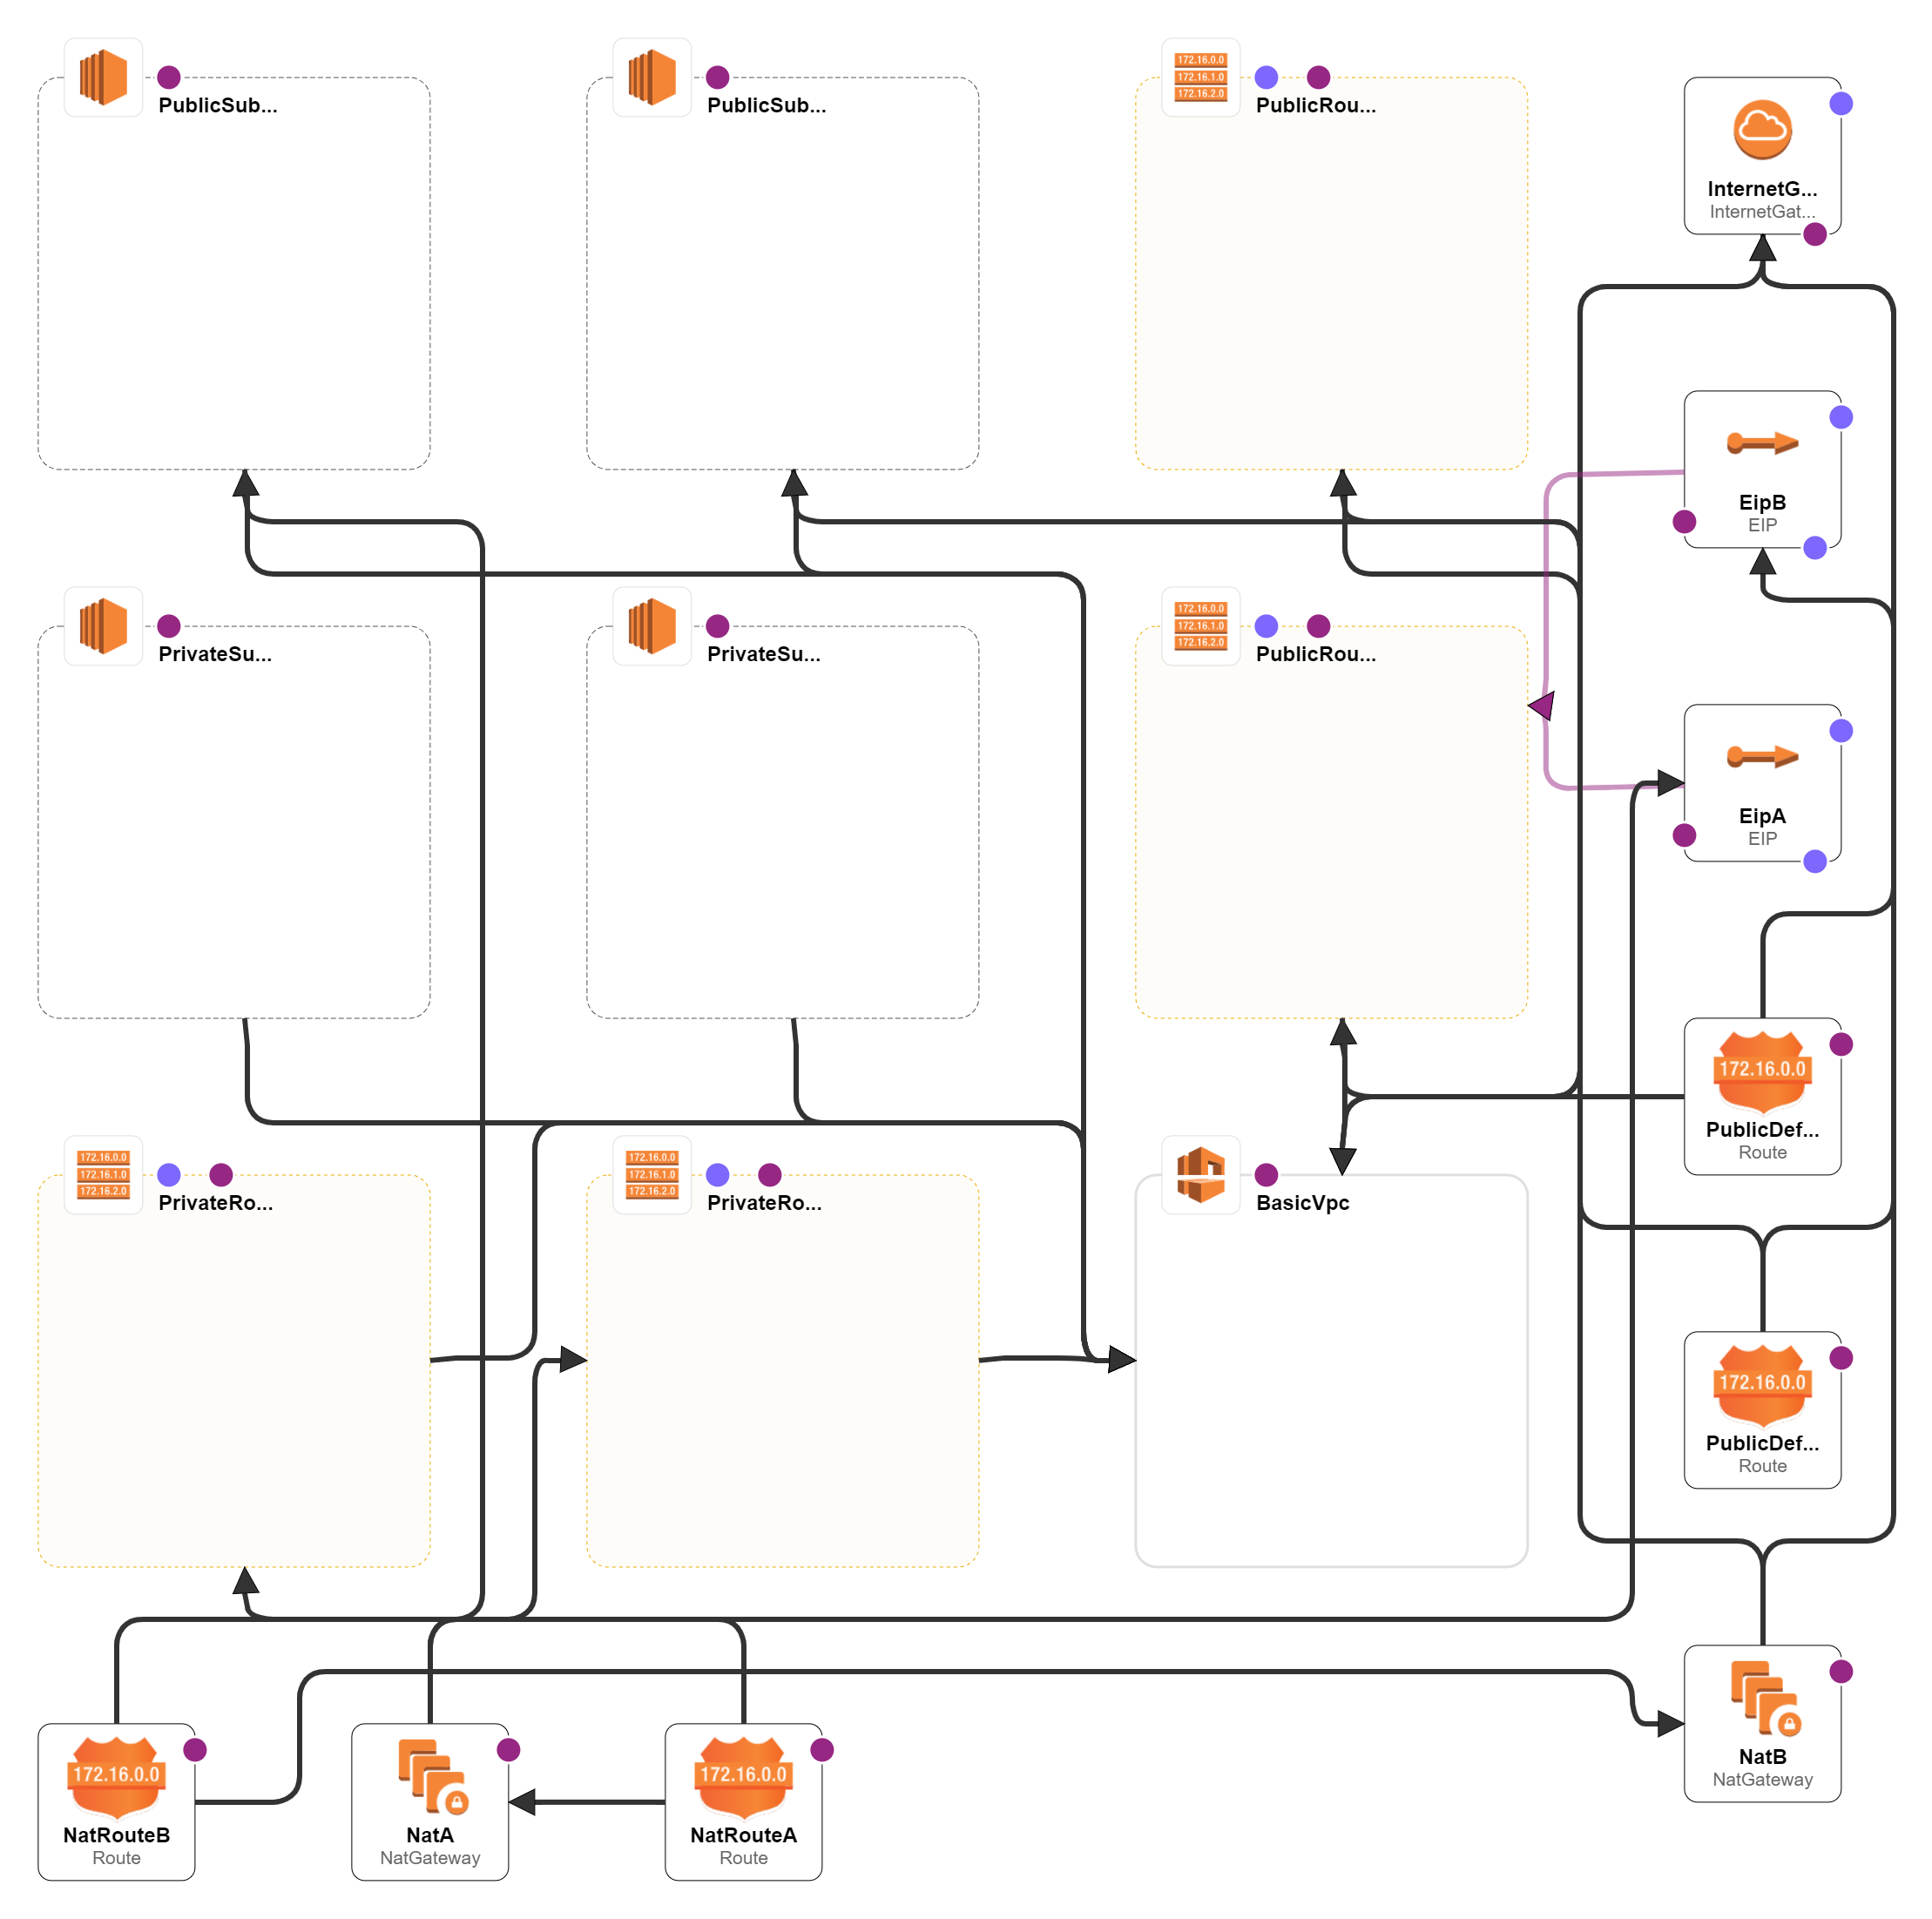 172.16.0.0
172.16.1.0
172.16.2.0
PublicSub...
PublicSub...
PublicRou...
InternetG...
InternetGat...
EipB
EIP
172.16.0.0
172.16.1.0
172.16.2.0
PrivateSu...
PrivateSu...
PublicRou...
EipA
EIP
172.16.0.0
PublicDef...
Route
172.16.0.0
172.16.1.0
172.16.2.0
PrivateRo...
172.16.0.0
172.16.1.0
172.16.2.0
PrivateRo...
BasicVpc
172.16.0.0
PublicDef...
Route
NatB
NatGateway
172.16.0.0
NatRouteB
Route
NatA
NatGateway
172.16.0.0
NatRouteA
Route